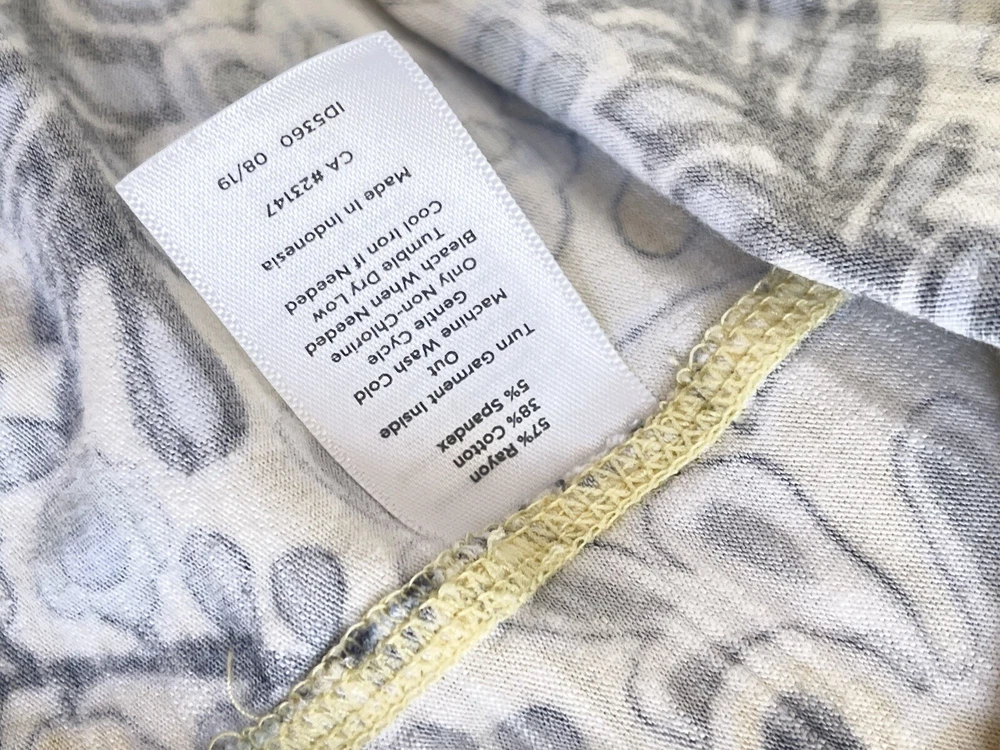 57% Rayon
38% Cotton
5% Spandex
Turn Garment Inside
Out
Machine Wash Cold
Gentle Cycle
Only Non-Chlorine
Bleach When Needed
Tumble Dry Low
Cool Iron If Needed
Made In Indonesia
CA #23147
ID5360 08/19